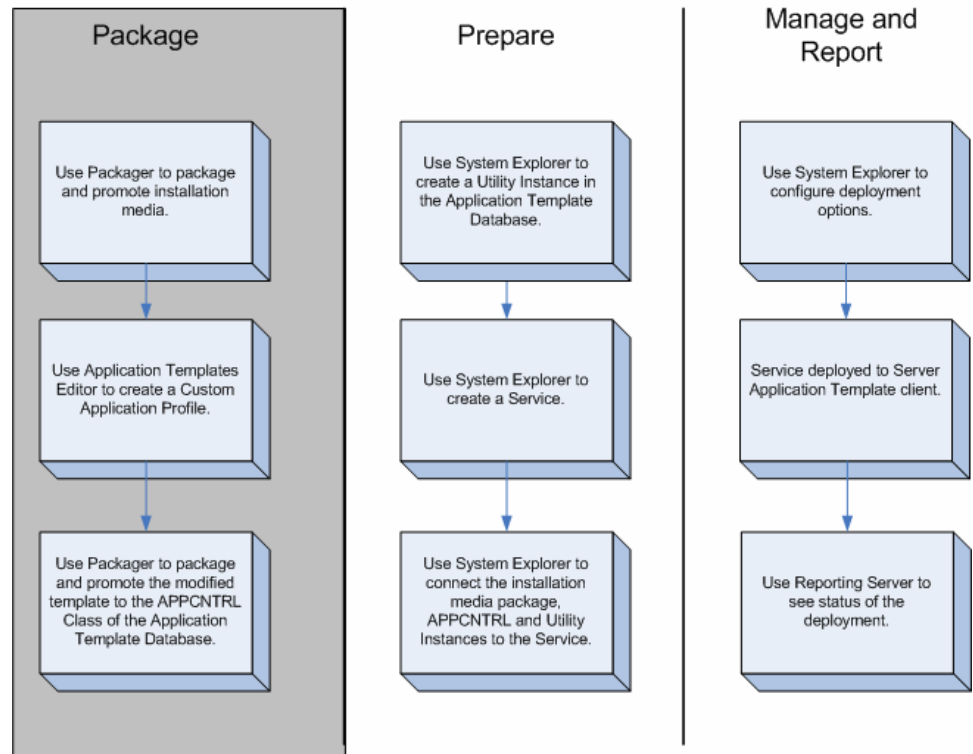 Package
Use Packager to package
and promote installation
media.
Use Application Templates
Editor to create a Custom
Application Profile.
Use Packager to package
and promote the modified
template to the APPCNTRL
Class of the Application
Template Database.
Prepare
Use System Explorer to
create a Utility Instance in
the Application Template
Database.
Use System Explorer to
create a Service.
Use System Explorer to
connect the installation
media package,
APPCNTRL and Utility
Instances to the Service.
Manage and
Report
Use System Explorer to
configure deployment
options.
Service deployed to Server
Application Template client.
Use Reporting Server to
see status of the
deployment.